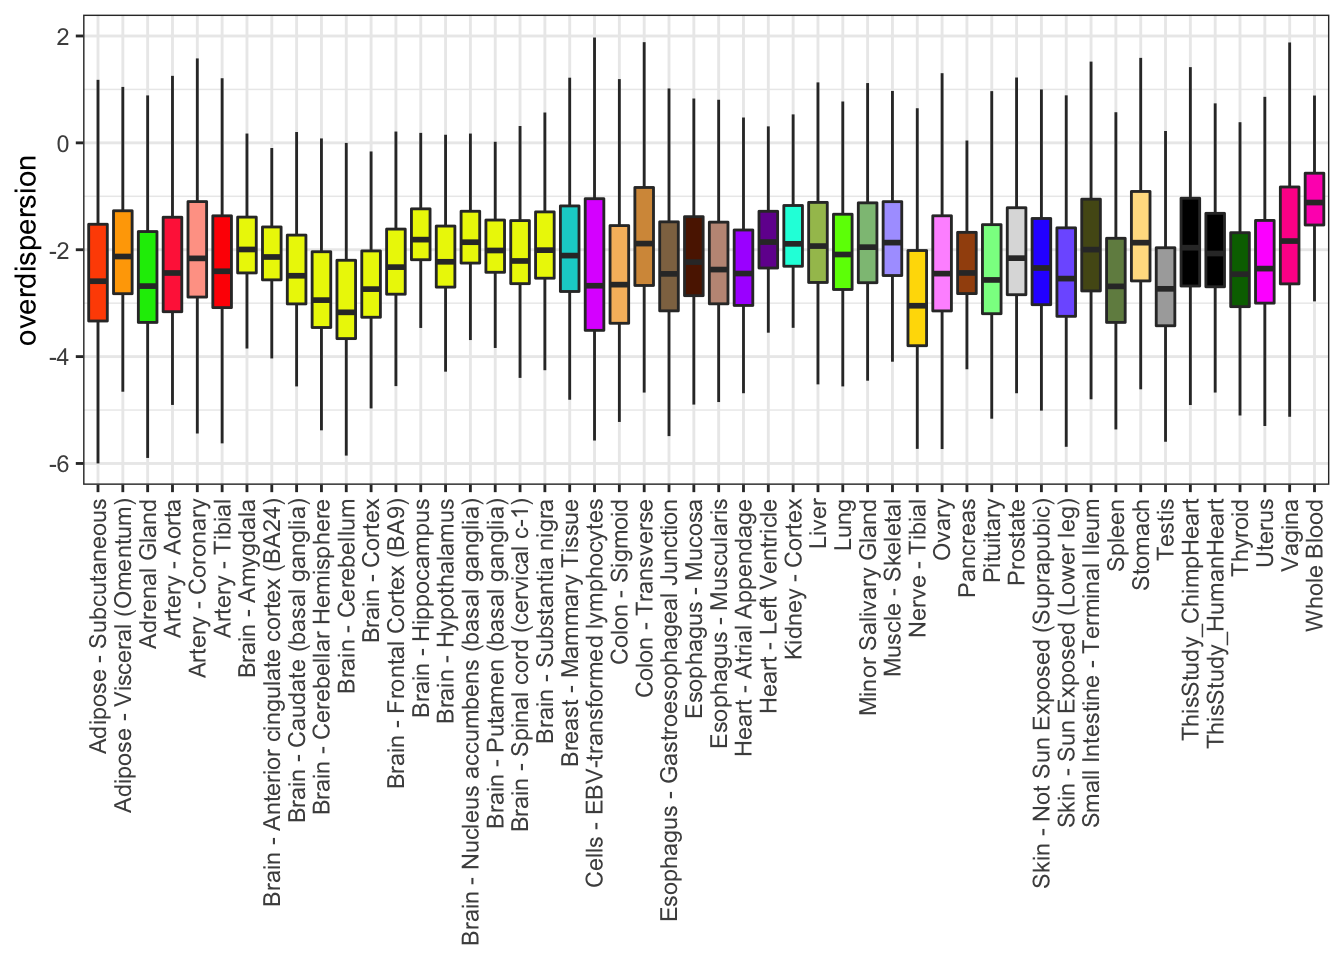 overdispersion
2
0
-2
-4
-6
Adipose - Subcutaneous
Adipose - Visceral (Omentum)
Adrenal Gland
Artery - Aorta
Artery - Coronary
Artery - Tibial
Brain - Amygdala
Brain - Anterior cingulate cortex (BA24)
Brain - Caudate (basal ganglia)
Brain - Cerebellar Hemisphere
Brain - Cerebellum
Brain - Cortex
Brain - Frontal Cortex (BA9)
Brain - Hippocampus
Brain - Hypothalamus
Brain - Nucleus accumbens (basal ganglia)
Brain - Putamen (basal ganglia)
Brain - Spinal cord (cervical c-1)
Brain - Substantia nigra
Breast - Mammary Tissue
Cells - EBV-transformed lymphocytes
Colon - Sigmoid
Colon - Transverse
Esophagus - Gastroesophageal Junction
Esophagus - Mucosa
Esophagus - Muscularis
Heart - Atrial Appendage
Heart - Left Ventricle
Kidney - Cortex
Liver
Lung
Minor Salivary Gland
Muscle - Skeletal
Nerve - Tibial
Ovary
Pancreas
Pituitary
Prostate
Skin - Not Sun Exposed (Suprapubic)
Skin - Sun Exposed (Lower leg)
Small Intestine - Terminal Ileum
Spleen
Stomach
Testis
ThisStudy_ChimpHeart
ThisStudy_HumanHeart
Thyroid
Uterus
Vagina
Whole Blood